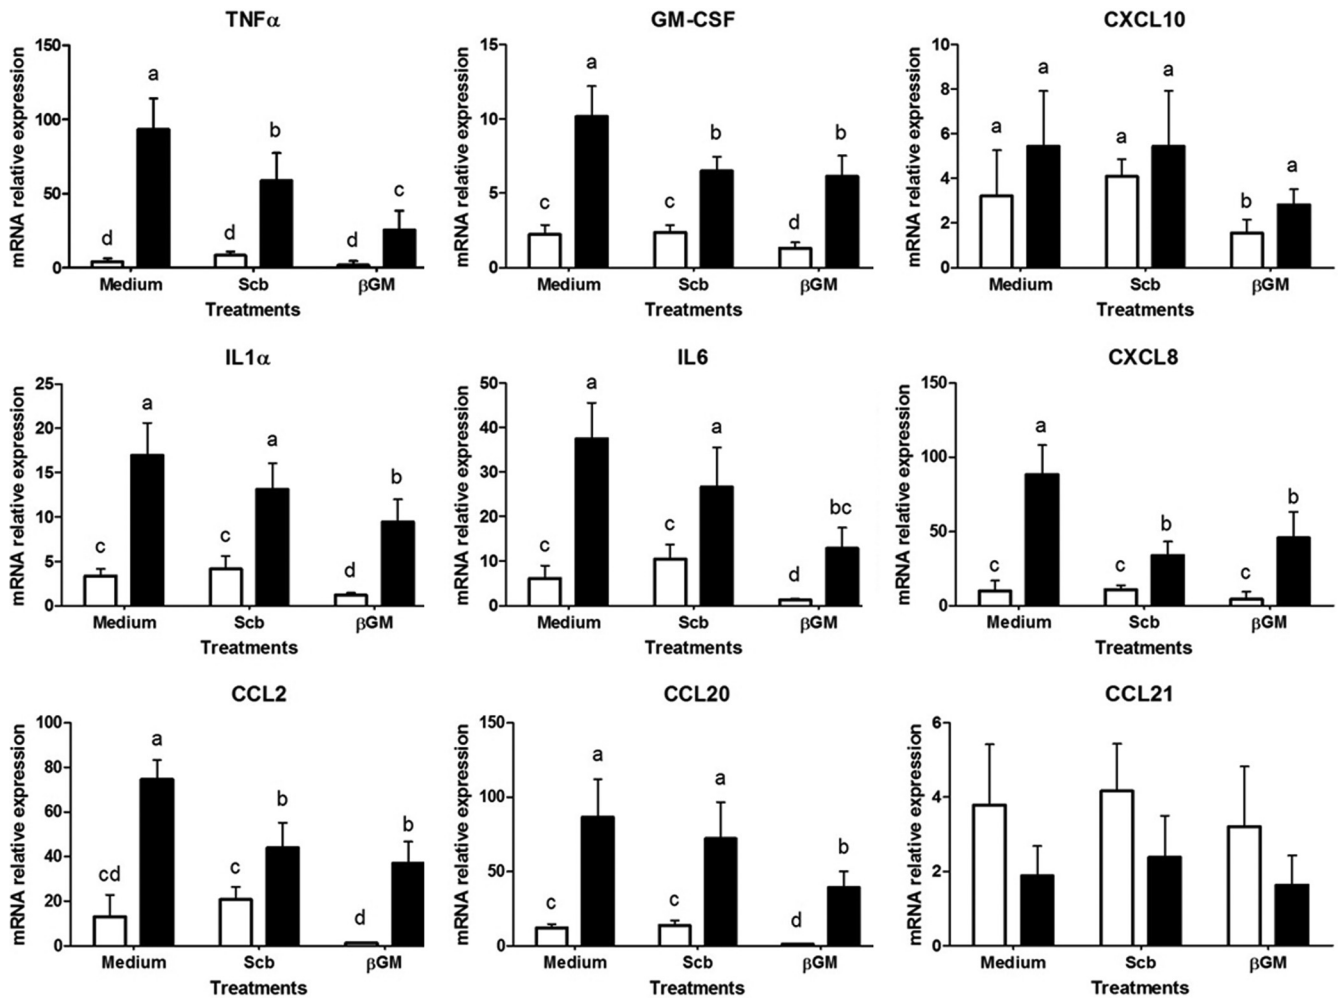 TNFα
mRNA relative expression
150
100
50
0
a
b
c
d
d
d
Medium
Scb
βGM
Treatments
GM-CSF
mRNA relative expression
15
10
5
0
a
b
b
c
c
d
Medium
Scb
βGM
Treatments
CXCL10
mRNA relative expression
10
8
6
4
2
0
a
a
a
a
b
a
Medium
Scb
βGM
Treatments
IL1α
mRNA relative expression
25
20
15
10
5
0
c
a
c
a
d
b
Medium
Scb
βGM
Treatments
IL6
mRNA relative expression
50
40
30
20
10
0
c
a
c
a
d
bc
Medium
Scb
βGM
Treatments
CXCL8
mRNA relative expression
150
100
50
0
c
a
c
b
c
b
Medium
Scb
βGM
Treatments
CCL2
mRNA relative expression
100
80
60
40
20
0
cd
a
c
b
d
b
Medium
Scb
βGM
Treatments
CCL20
mRNA relative expression
150
100
50
0
c
a
c
a
d
b
Medium
Scb
βGM
Treatments
CCL21
mRNA relative expression
6
4
2
0
Medium
Scb
βGM
Treatments